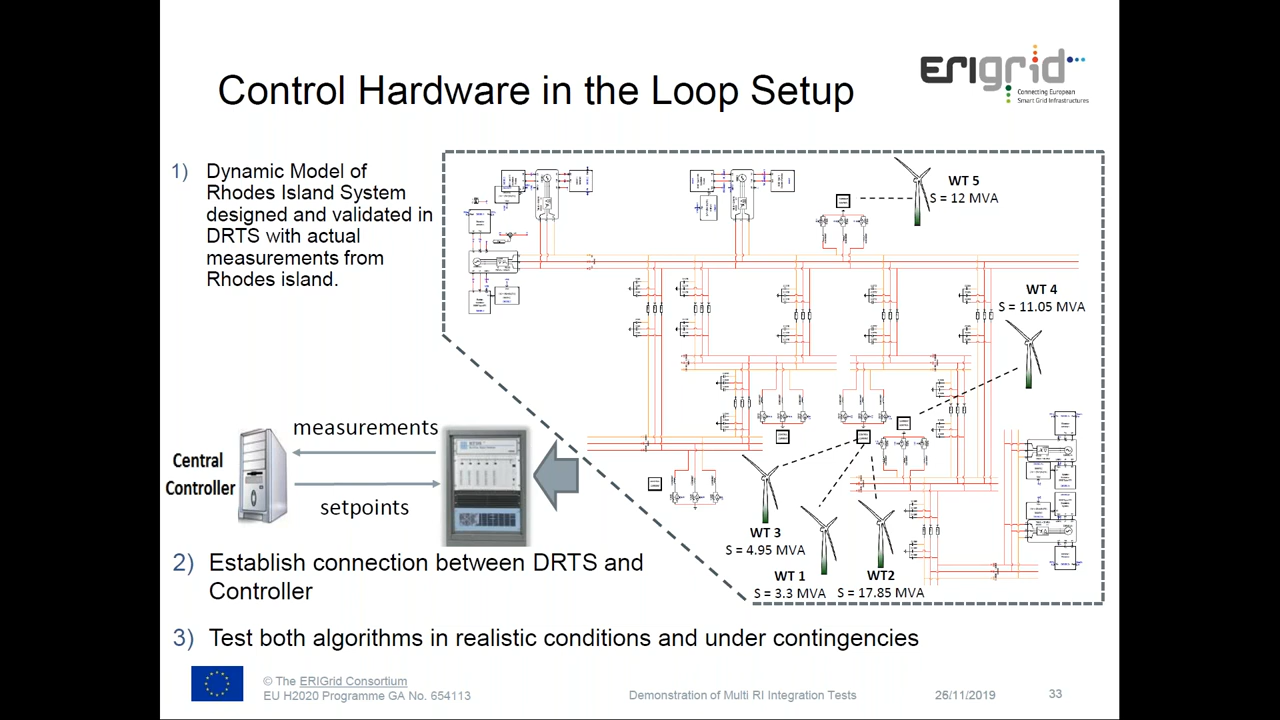 Control Hardware in the Loop Setup
ERIgrid
Connecting European
Smart Grid Infrastructures
1) Dynamic Model of
Rhodes Island System
designed and validated in
DRTS with actual
measurements from
Rhodes island.
WT 5
S = 12 MVA
WT 4
S = 11.05 MVA
measurements
Central
Controller
setpoints
WT 3
S = 4.95 MVA
WT 1
S = 3.3 MVA
WT2
S = 17.85 MVA
2) Establish connection between DRTS and
Controller
3) Test both algorithms in realistic conditions and under contingencies
© The ERIGrid Consortium
EU H2020 Programme GA No. 654113
Demonstration of Multi RI Integration Tests
26/11/2019
33